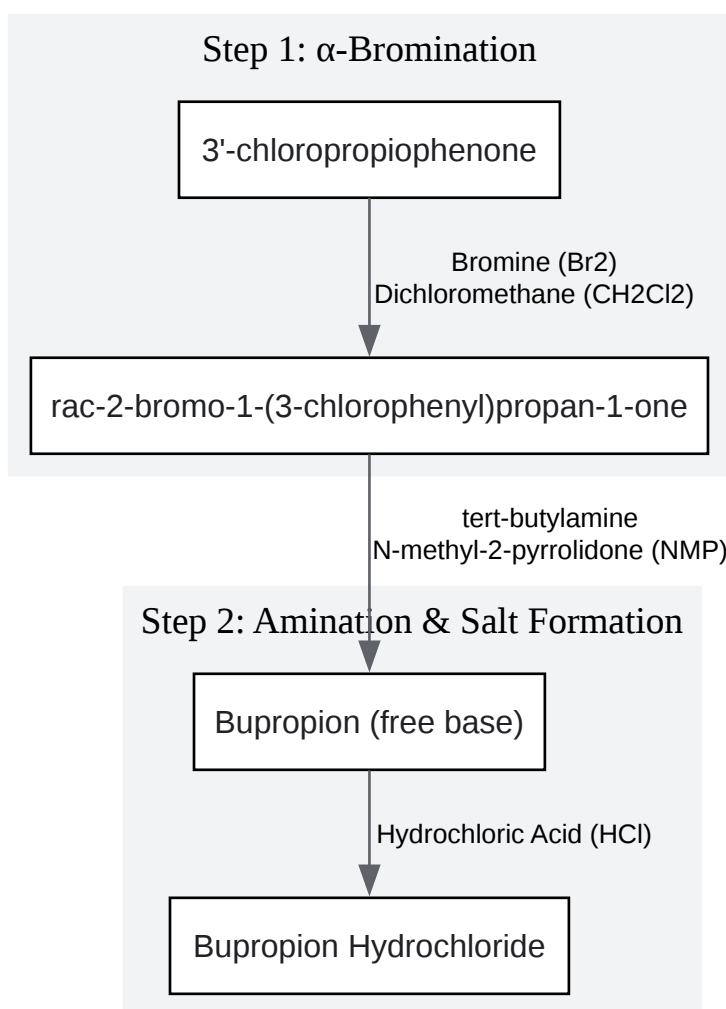 Step 1: α-Bromination
3'-chloropropiophenone
Bromine (Br2)
Dichloromethane (CH2Cl2)
rac-2-bromo-1-(3-chlorophenyl)propan-1-one
tert-butylamine
N-methyl-2-pyrrolidone (NMP)
Step 2: Amination & Salt Formation
Bupropion (free base)
Hydrochloric Acid (HCl)
Bupropion Hydrochloride